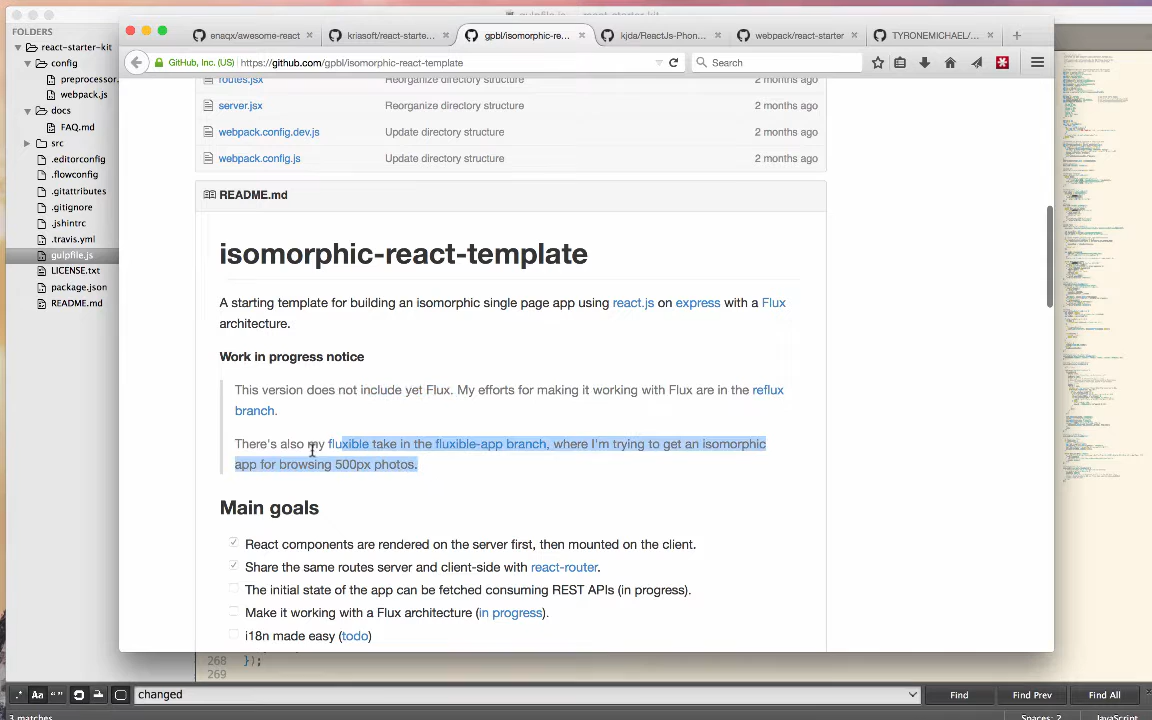 gulpfile.js — react-starter-kit
FOLDERS
react-starter-kit
config
preprocessor.
webpack.js
docs
FAQ.md
src
.editorconfig
.flowconfig
.gitattributes
.gitignore
.jshintrc
.travis.yml
gulpfile.js
LICENSE.txt
package.json
README.md
enaqx/awesome-react
kriasoft/react-starte...
gpbl/isomorphic-re...
kjda/ReactJs-Phon...
webpack/react-starter
TYRONEMICHAEL/...
GitHub, Inc. (US)
https://github.com/gpbl/isomorphic-react-template
Search
routes.jsx Reorganize directory structure 2 months ago
server.jsx Reorganize directory structure 2 months ago
webpack.config.dev.js Update directory structure 2 months ago
webpack.config.js Update directory structure 2 months ago
README.md
isomorphic-react-template
A starting template for building an isomorphic single page app using react.js on express with a Flux
architecture.
Work in progress notice
This version does not include yet Flux. My efforts for making it working with Flux are in the reflux
branch.
There's also my fluxible take in the fluxible-app branch, where I'm trying to get an isomorphic
app for browsing 500px photos.
Main goals
React components are rendered on the server first, then mounted on the client.
Share the same routes server and client-side with react-router.
The initial state of the app can be fetched consuming REST APIs (in progress).
Make it working with a Flux architecture (in progress).
i18n made easy (todo)
268 });
269
.* Aa “” changed Find Find Prev Find All
3 matches Spaces: 2 JavaScript